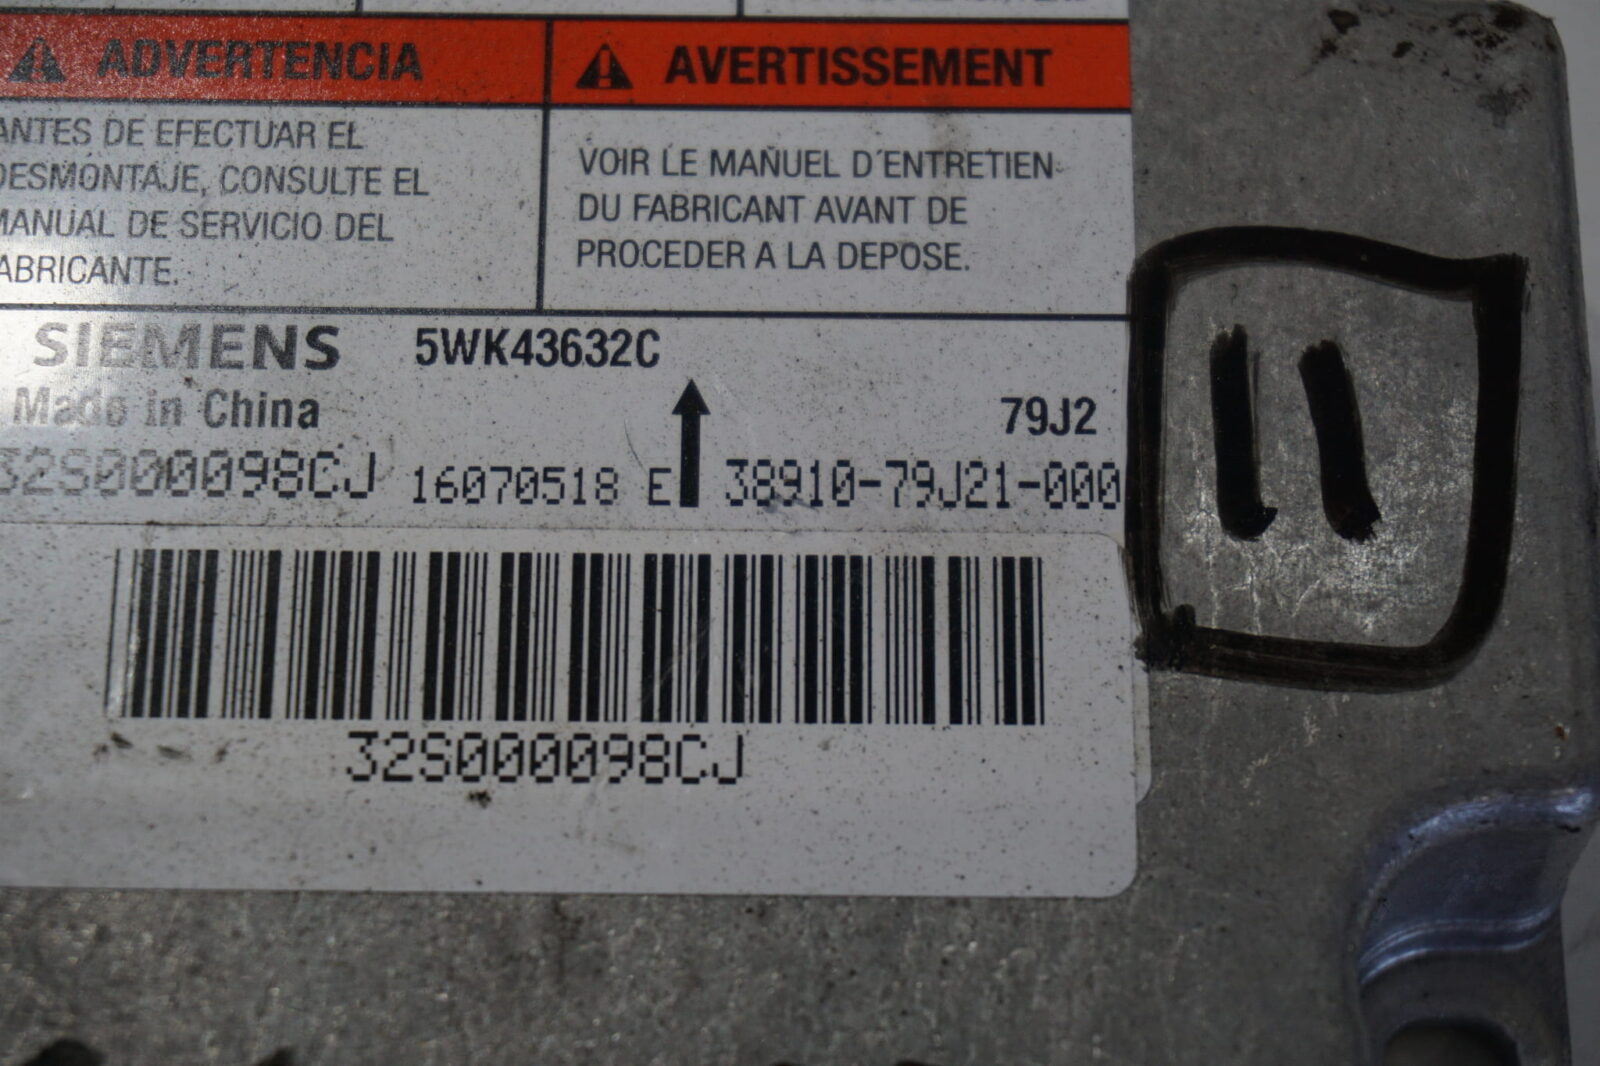 ADVERTENCIA
ANTES DE EFECTUAR EL
DESMONTAJE, CONSULTE EL
MANUAL DE SERVICIO DEL
ABRICANTE.
AVERTISSEMENT
VOIR LE MAÑUEL D'ENTRETIEN
DU FABRICANT AVANT DE
PROCEDER A LA DEPOSE.
SIEMENS 5WK43632C
Made in China 79J2
32S000098CJ 16070518 E 38910-79J21-000
32S000098CJ
11